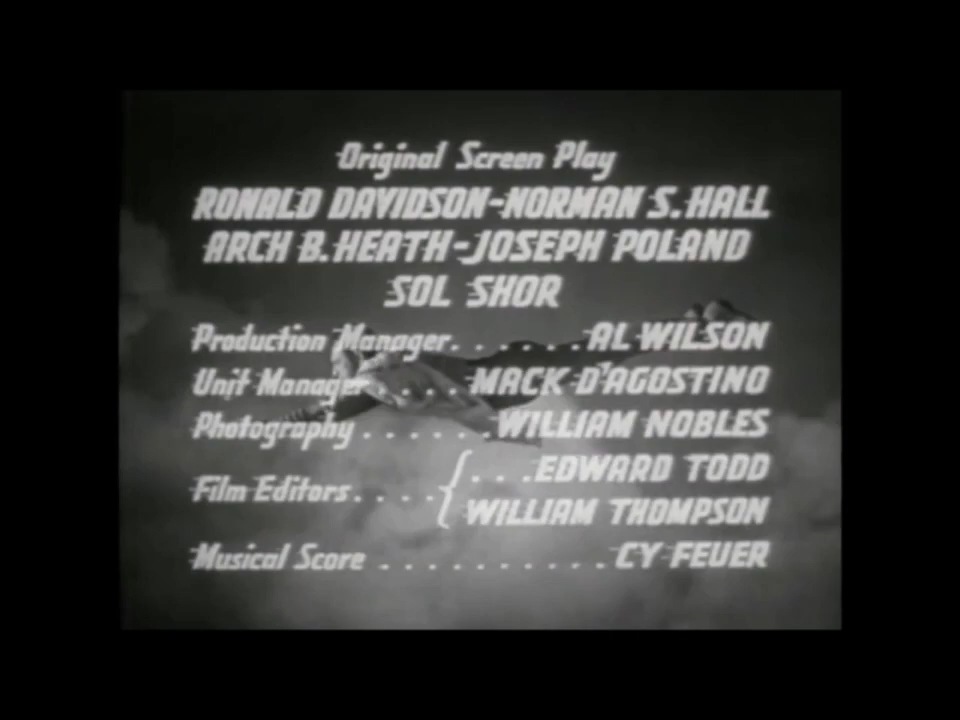 Original Screen Play
RONALD DAVIDSON-NORMAN S. HALL
ARCH B. HEATH-JOSEPH POLAND
SOL SHOR
Production Manager. . . . . . AL WILSON
Unit Manager . . . . MACK D'AGOSTINO
Photography . . . . . . WILLIAM NOBLES
Film Editors. . . . { . . . EDWARD TODD
WILLIAM THOMPSON
Musical Score . . . . . . . . . . . CY FEUER